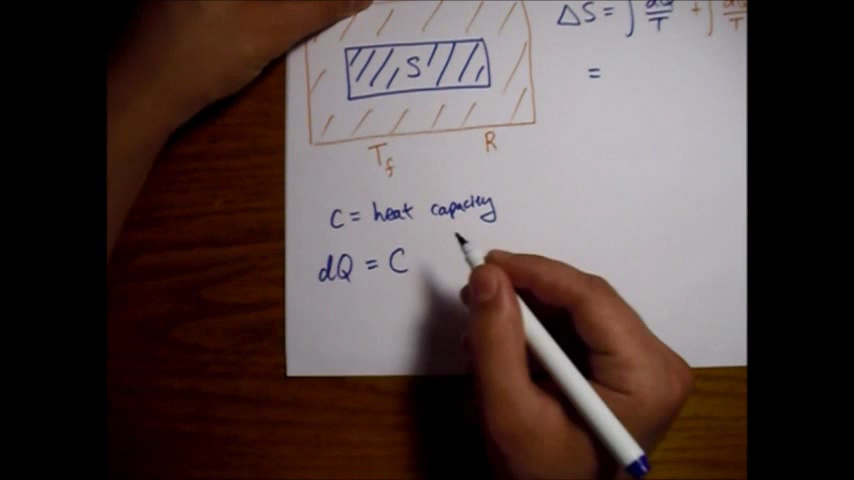 ΔS = ∫ dQ/T + ∫ dQ/T
S
=
T_f R
C = heat capacity
dQ = C